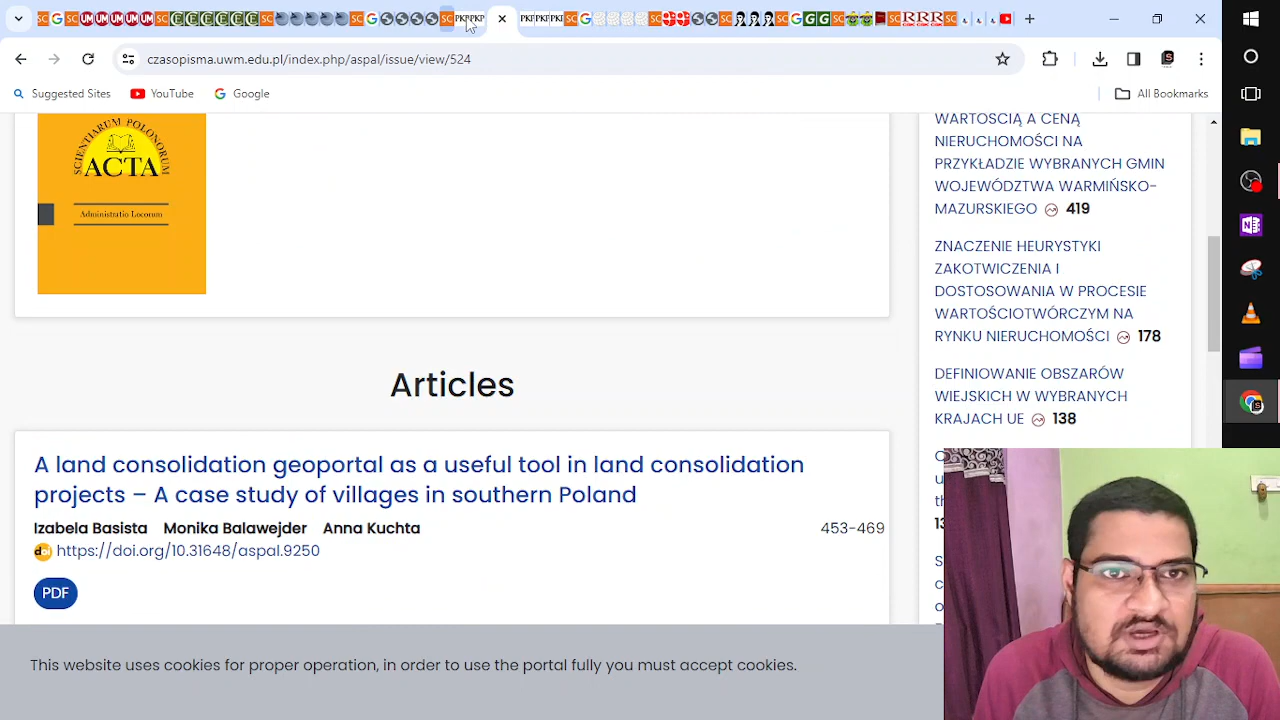 czasopisma.uwm.edu.pl/index.php/aspal/issue/view/524
Suggested Sites
YouTube
Google
All Bookmarks
SCIENTIARUM POLONORUM
ACTA
Administratio Locorum
WARTOŚCIĄ A CENĄ
NIERUCHOMOŚCI NA
PRZYKŁADZIE WYBRANYCH GMIN
WOJEWÓDZTWA WARMIŃSKO-
MAZURSKIEGO 419
ZNACZENIE HEURYSTYKI
ZAKOTWICZENIA I
DOSTOSOWANIA W PROCESIE
WARTOŚCIOTWÓRCZYM NA
RYNKU NIERUCHOMOŚCI 178
DEFINIOWANIE OBSZARÓW
WIEJSKICH W WYBRANYCH
KRAJACH UE 138
Articles
A land consolidation geoportal as a useful tool in land consolidation
projects – A case study of villages in southern Poland
Izabela Basista Monika Balawejder Anna Kuchta
453-469
doi https://doi.org/10.31648/aspal.9250
PDF
This website uses cookies for proper operation, in order to use the portal fully you must accept cookies.